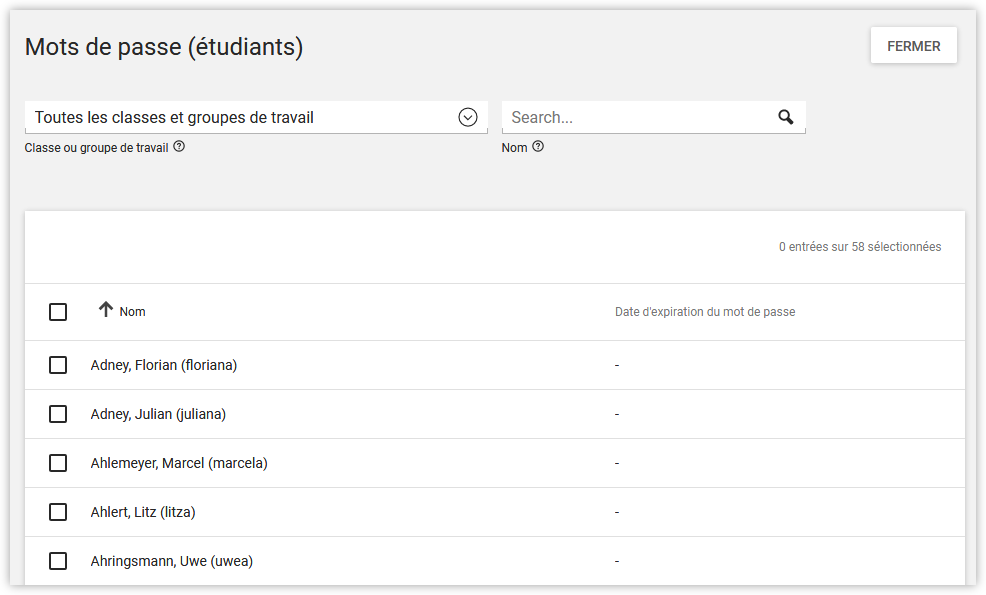 Mots de passe (étudiants)
FERMER
Toutes les classes et groupes de travail
Search...
Classe ou groupe de travail
Nom
0 entrées sur 58 sélectionnées
Nom
Date d'expiration du mot de passe
Adney, Florian (floriana)
-
Adney, Julian (juliana)
-
Ahlemeyer, Marcel (marcela)
-
Ahlert, Litz (litza)
-
Ahringsmann, Uwe (uwea)
-